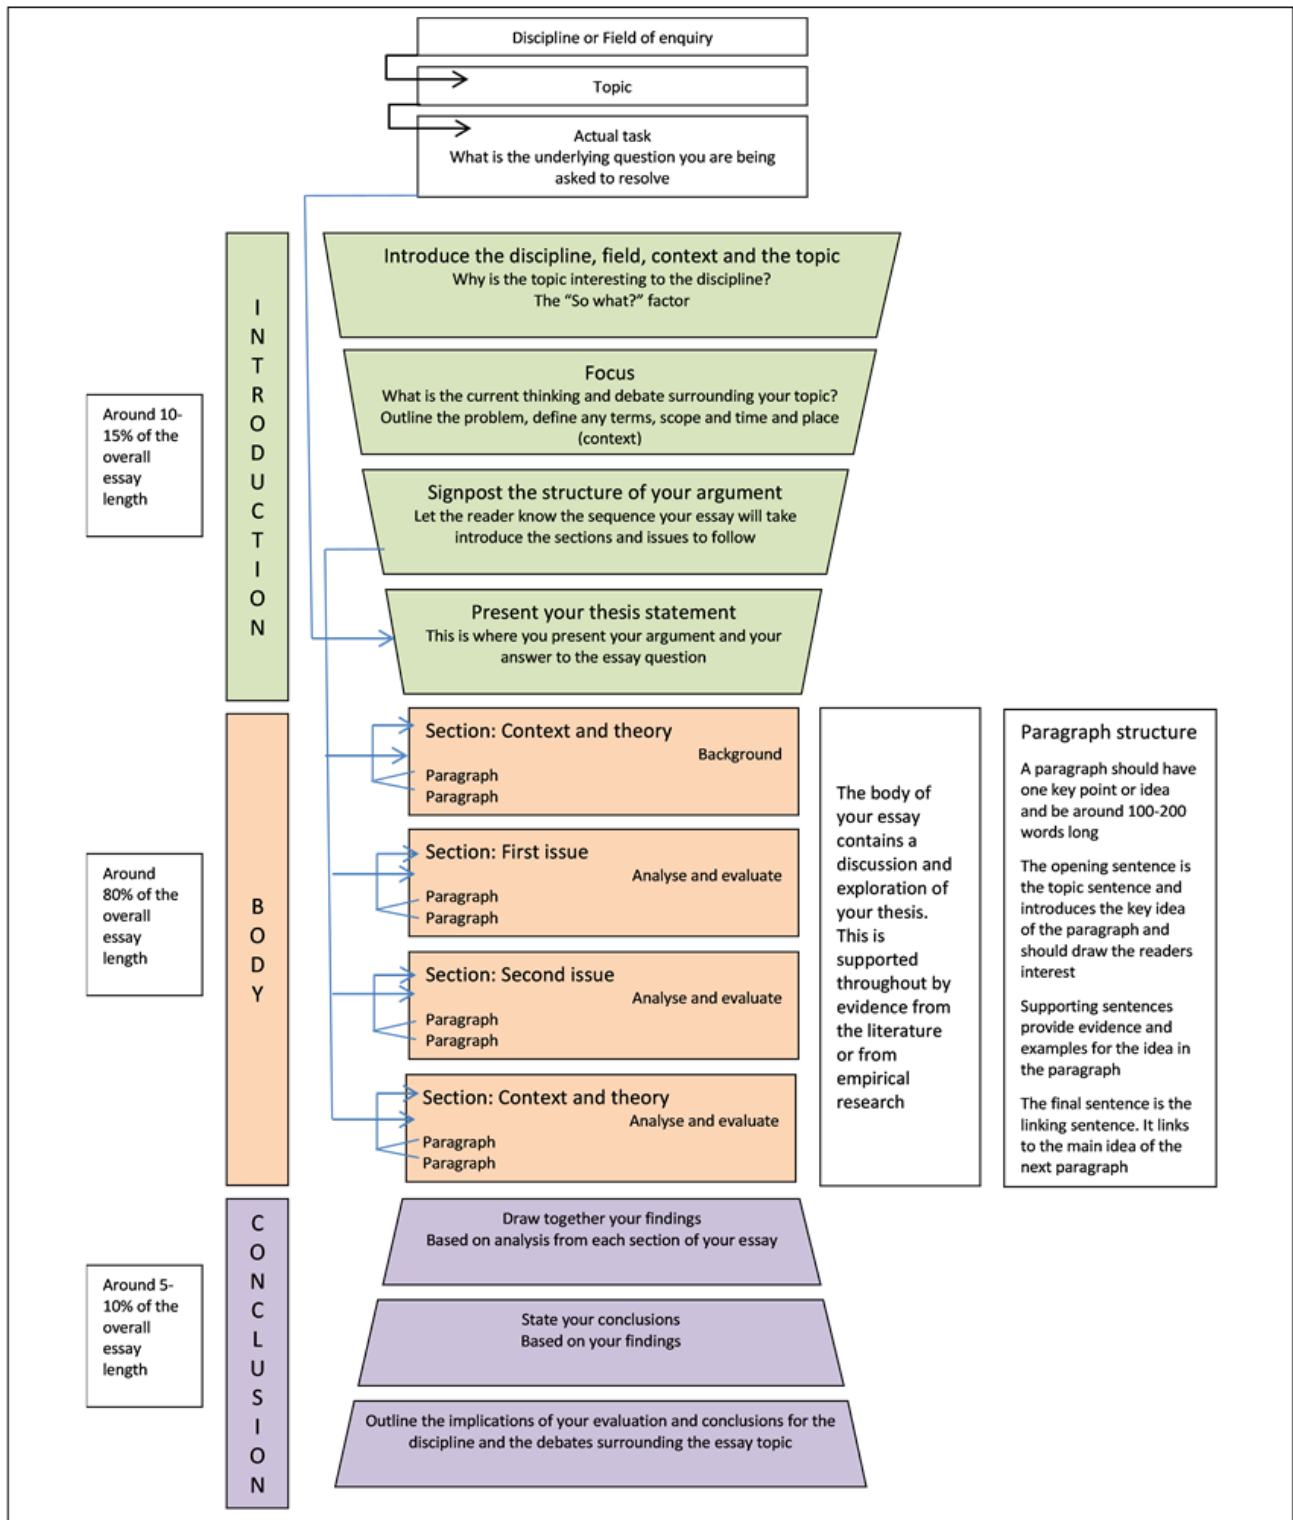 Discipline or Field of enquiry
Topic
Actual task
What is the underlying question you are being
asked to resolve
I
N
T
R
O
D
U
C
T
I
O
N
Around 10-
15% of the
overall
essay
length
Introduce the discipline, field, context and the topic
Why is the topic interesting to the discipline?
The “So what?” factor
Focus
What is the current thinking and debate surrounding your topic?
Outline the problem, define any terms, scope and time and place
(context)
Signpost the structure of your argument
Let the reader know the sequence your essay will take
introduce the sections and issues to follow
Present your thesis statement
This is where you present your argument and your
answer to the essay question
B
O
D
Y
Around
80% of the
overall
essay
length
Section: Context and theory
Background
Paragraph
Paragraph
Section: First issue
Analyse and evaluate
Paragraph
Paragraph
Section: Second issue
Analyse and evaluate
Paragraph
Paragraph
Section: Context and theory
Analyse and evaluate
Paragraph
Paragraph
The body of
your essay
contains a
discussion and
exploration of
your thesis.
This is
supported
throughout by
evidence from
the literature
or from
empirical
research
Paragraph structure
A paragraph should have
one key point or idea
and be around 100-200
words long
The opening sentence is
the topic sentence and
introduces the key idea
of the paragraph and
should draw the readers
interest
Supporting sentences
provide evidence and
examples for the idea in
the paragraph
The final sentence is the
linking sentence. It links
to the main idea of the
next paragraph
C
O
N
C
L
U
S
I
O
N
Around 5-
10% of the
overall
essay
length
Draw together your findings
Based on analysis from each section of your essay
State your conclusions
Based on your findings
Outline the implications of your evaluation and conclusions for the
discipline and the debates surrounding the essay topic